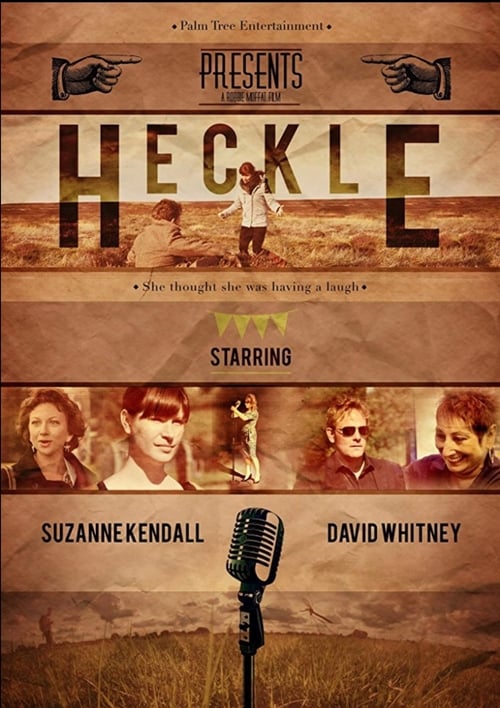 Palm Tree Entertainment
PRESENTS
A ROBBIE MOFFAT FILM
HECKLE
She thought she was having a laugh
STARRING
SUZANNE KENDALL DAVID WHITNEY